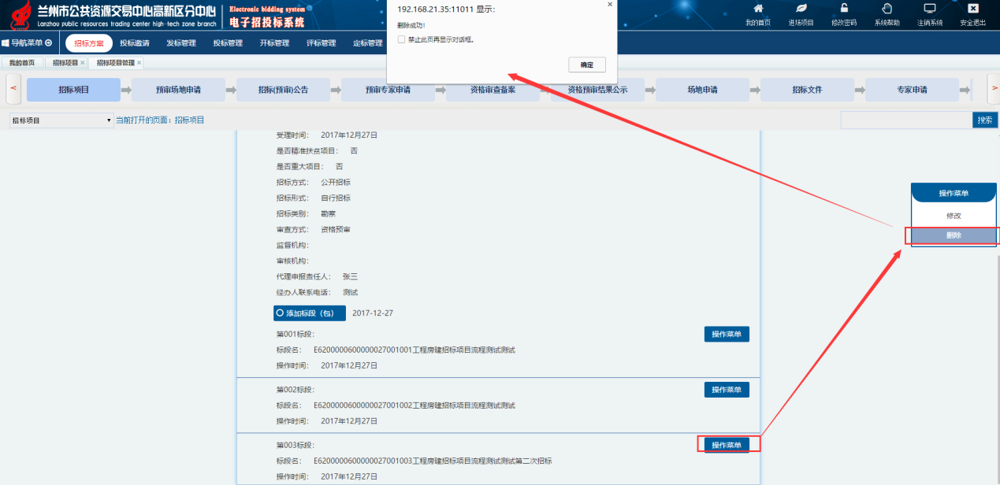 兰州市公共资源交易中心高新区分中心
Lanzhou public resources trading center high-tech zone branch
Electronic bidding system
电子招投标系统
192.168.21.35:11011 显示:
删除成功!
禁止此页再显示对话框。
确定
我的首页 进场项目 修改密码 系统帮助 注销系统 安全退出
导航菜单 招标方案 投标邀请 发标管理 投标管理 开标管理 评标管理 定标管理
我的首页 招标项目 × 招标项目管理 ×
< 招标项目 预审场地申请 招标(预审)公告 预审专家申请 资格审查备案 资格预审结果公示 场地申请 招标文件 专家申请 >
招标项目 当前打开的页面：招标项目 搜索
受理时间: 2017年12月27日
是否精准扶贫项目: 否
是否重大项目: 否
招标方式: 公开招标
招标形式: 自行招标
招标类别: 勘察
审查方式: 资格预审
监督机构:
审核机构:
代理申报责任人: 张三
经办人联系电话: 测试
添加标段（包） 2017-12-27
第001标段: 操作菜单
标段名: E6200000600000027001001工程房建招标项目流程测试测试
操作时间: 2017年12月27日
第002标段: 操作菜单
标段名: E6200000600000027001002工程房建招标项目流程测试测试
操作时间: 2017年12月27日
第003标段: 操作菜单
标段名: E6200000600000027001003工程房建招标项目流程测试测试第二次招标
操作时间: 2017年12月27日
操作菜单
修改
删除